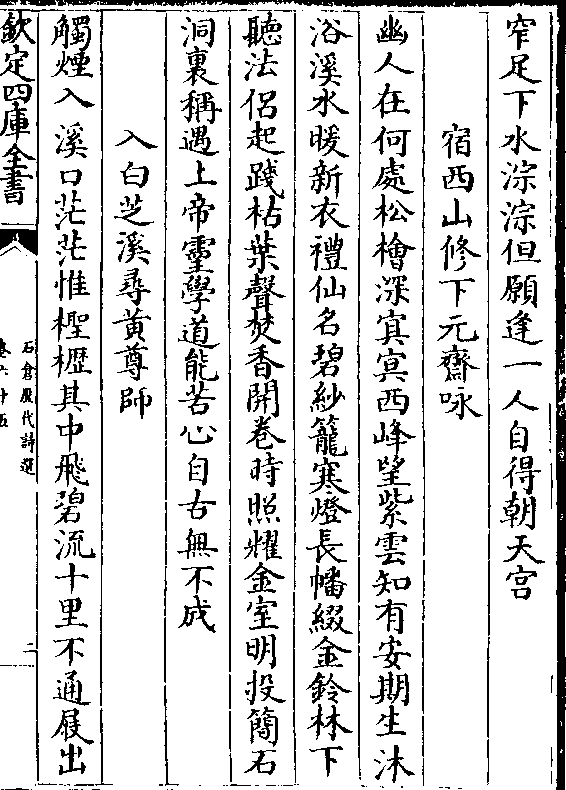 窄足下水淙淙但願逢一人自得朝天宫
宿西山修下元齋咏
幽人在何處松檜深冥冥西峰望紫雲知有安期生沐
浴溪水暖新衣禮仙名碧紗籠寒燈長幡綴金鈴林下
聽法侣起踐枯葉聲焚香開卷時照耀金室明投簡石
洞裏稱過上帝靈學道能苦心自古無不成
入白芝溪尋黄尊師
觸煙入溪口茫茫惟檉櫪其中飛碧流十里不通屐出
欽定四庫全書
石倉歷代詩選
卷六十五
二